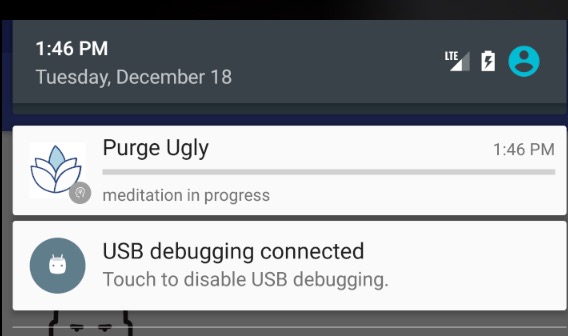 1:46 PM
LTE
Tuesday, December 18
Purge Ugly 1:46 PM
meditation in progress
USB debugging connected
Touch to disable USB debugging.